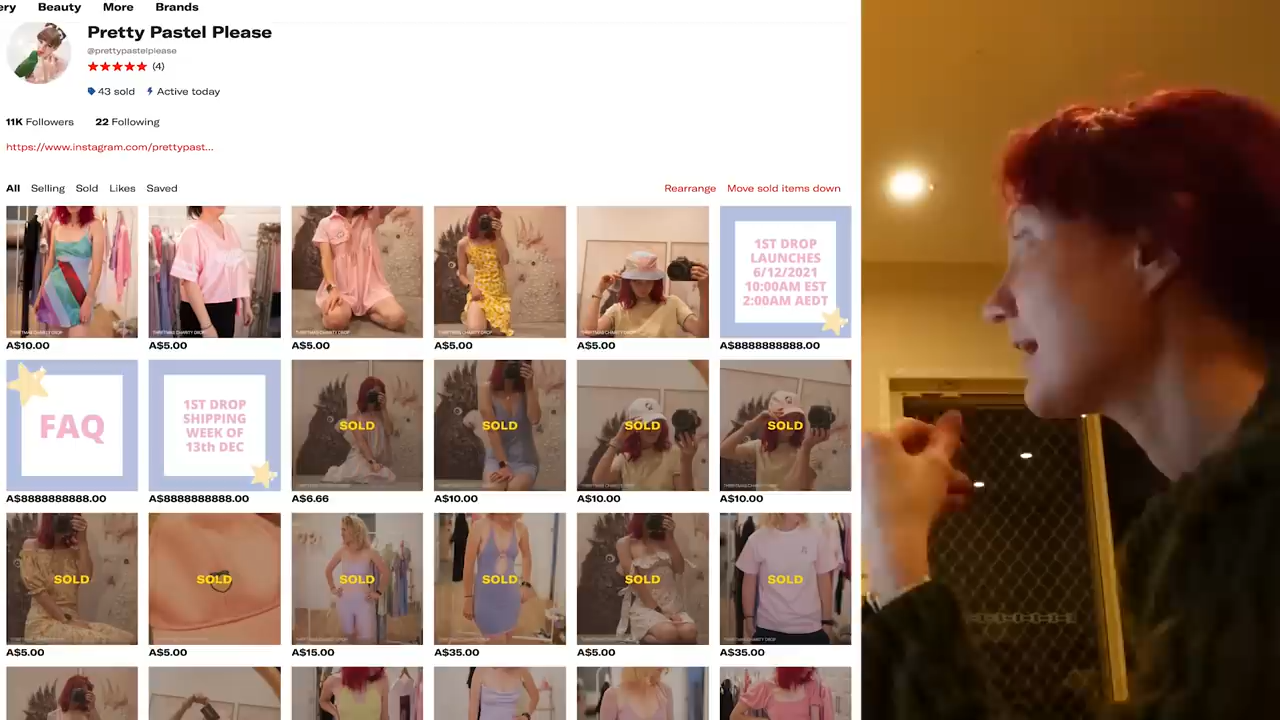 ery Beauty More Brands
Pretty Pastel Please
@prettypastelplease
(4)
43 sold Active today
11K Followers 22 Following
https://www.instagram.com/prettypast...
All Selling Sold Likes Saved
Rearrange Move sold items down
1ST DROP
LAUNCHES
6/12/2021
10:00AM EST
2:00AM AEDT
A$10.00 A$5.00 A$5.00 A$5.00 A$5.00 A$8888888888.00
FAQ
1ST DROP
SHIPPING
WEEK OF
13th DEC
SOLD SOLD SOLD SOLD
A$8888888888.00 A$8888888888.00 A$6.66 A$10.00 A$10.00 A$10.00
SOLD SOLD SOLD SOLD SOLD SOLD
A$5.00 A$5.00 A$15.00 A$35.00 A$5.00 A$35.00